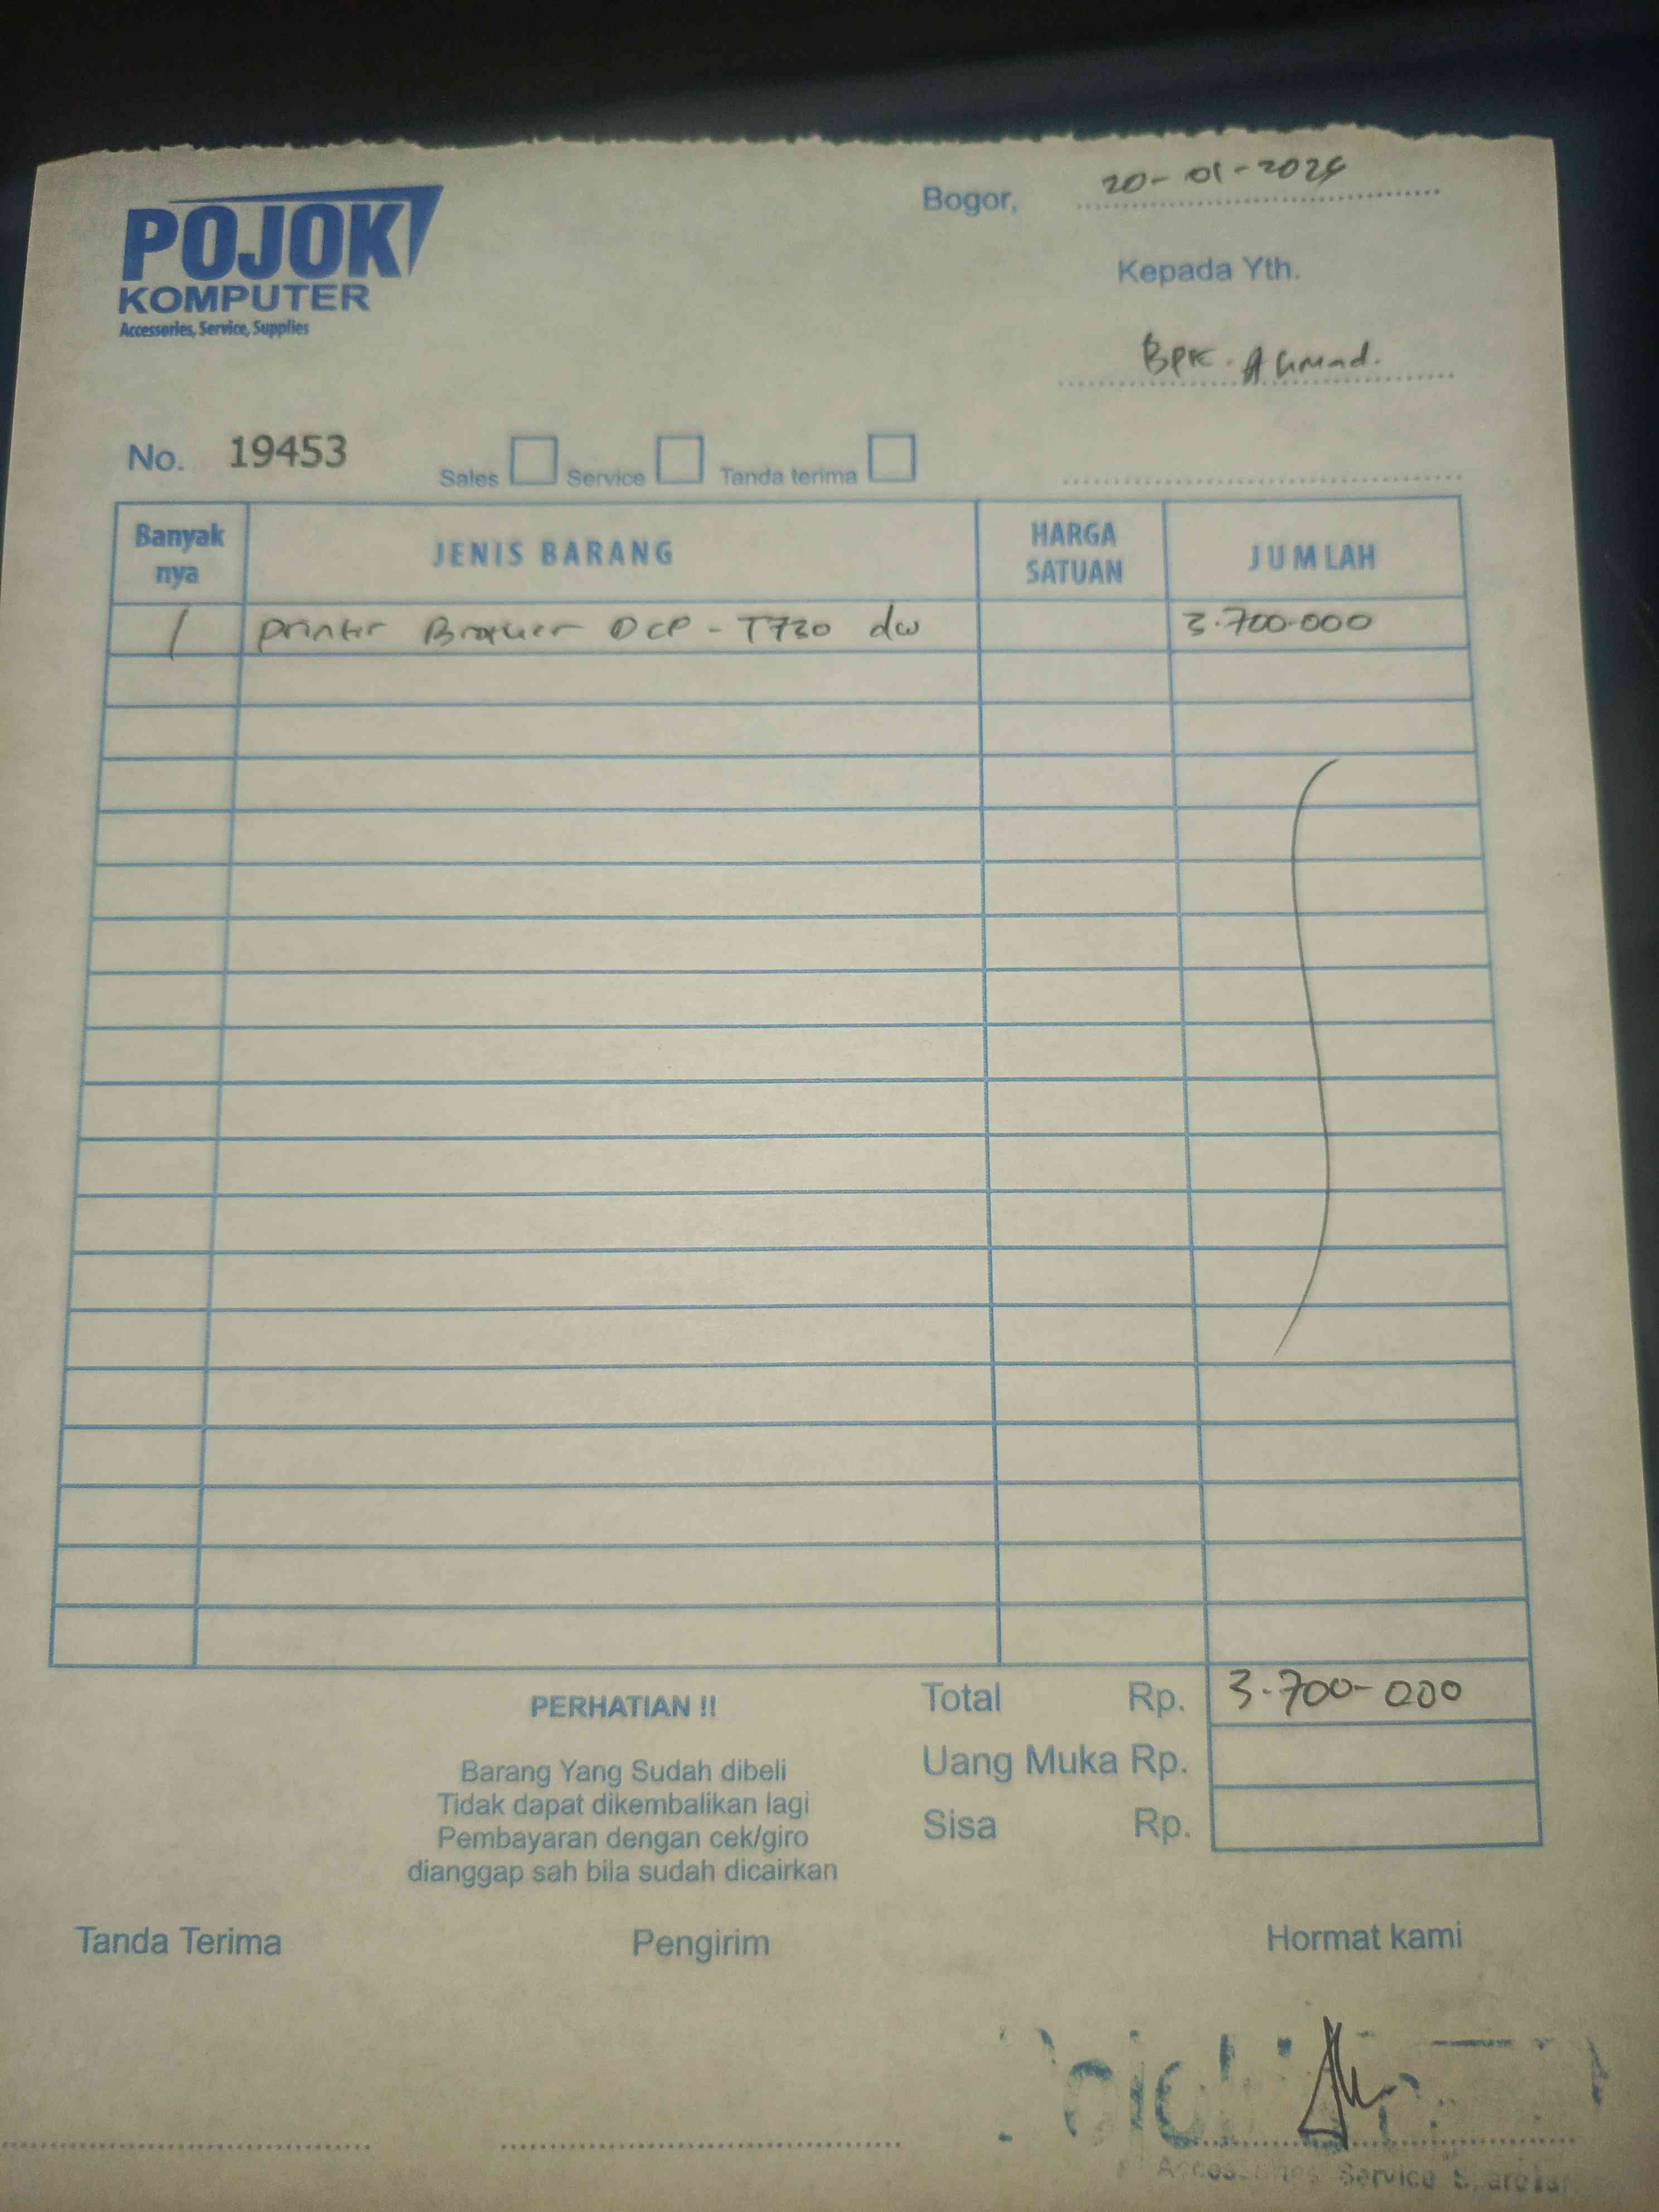 Bogor, 20-01-2026
POJOK
KOMPUTER
Accessories, Service, Supplies
Kepada Yth.
Bpk. Ahmad.
No. 19453 Sales Service Tanda terima
Banyak nya JENIS BARANG HARGA SATUAN JUMLAH
1 Printer Brother DCP-T730 dw 3.700.000
PERHATIAN !!
Barang Yang Sudah dibeli
Tidak dapat dikembalikan lagi
Pembayaran dengan cek/giro
dianggap sah bila sudah dicairkan
Total Rp. 3.700-000
Uang Muka Rp.
Sisa Rp.
Tanda Terima Pengirim Hormat kami
Service